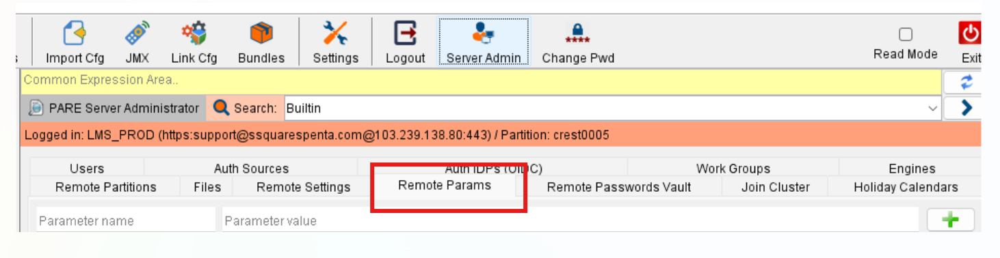 Import Cfg JMX Link Cfg Bundles Settings Logout Server Admin Change Pwd Read Mode Exit
Common Expression Area..
PARE Server Administrator Search: Builtin
Logged in: LMS_PROD (https:support@ssquarespenta.com@103.239.138.80:443) / Partition: crest0005
Users Auth Sources Auth IDPs (OIDC) Work Groups Engines
Remote Partitions Files Remote Settings Remote Params Remote Passwords Vault Join Cluster Holiday Calendars
Parameter name Parameter value